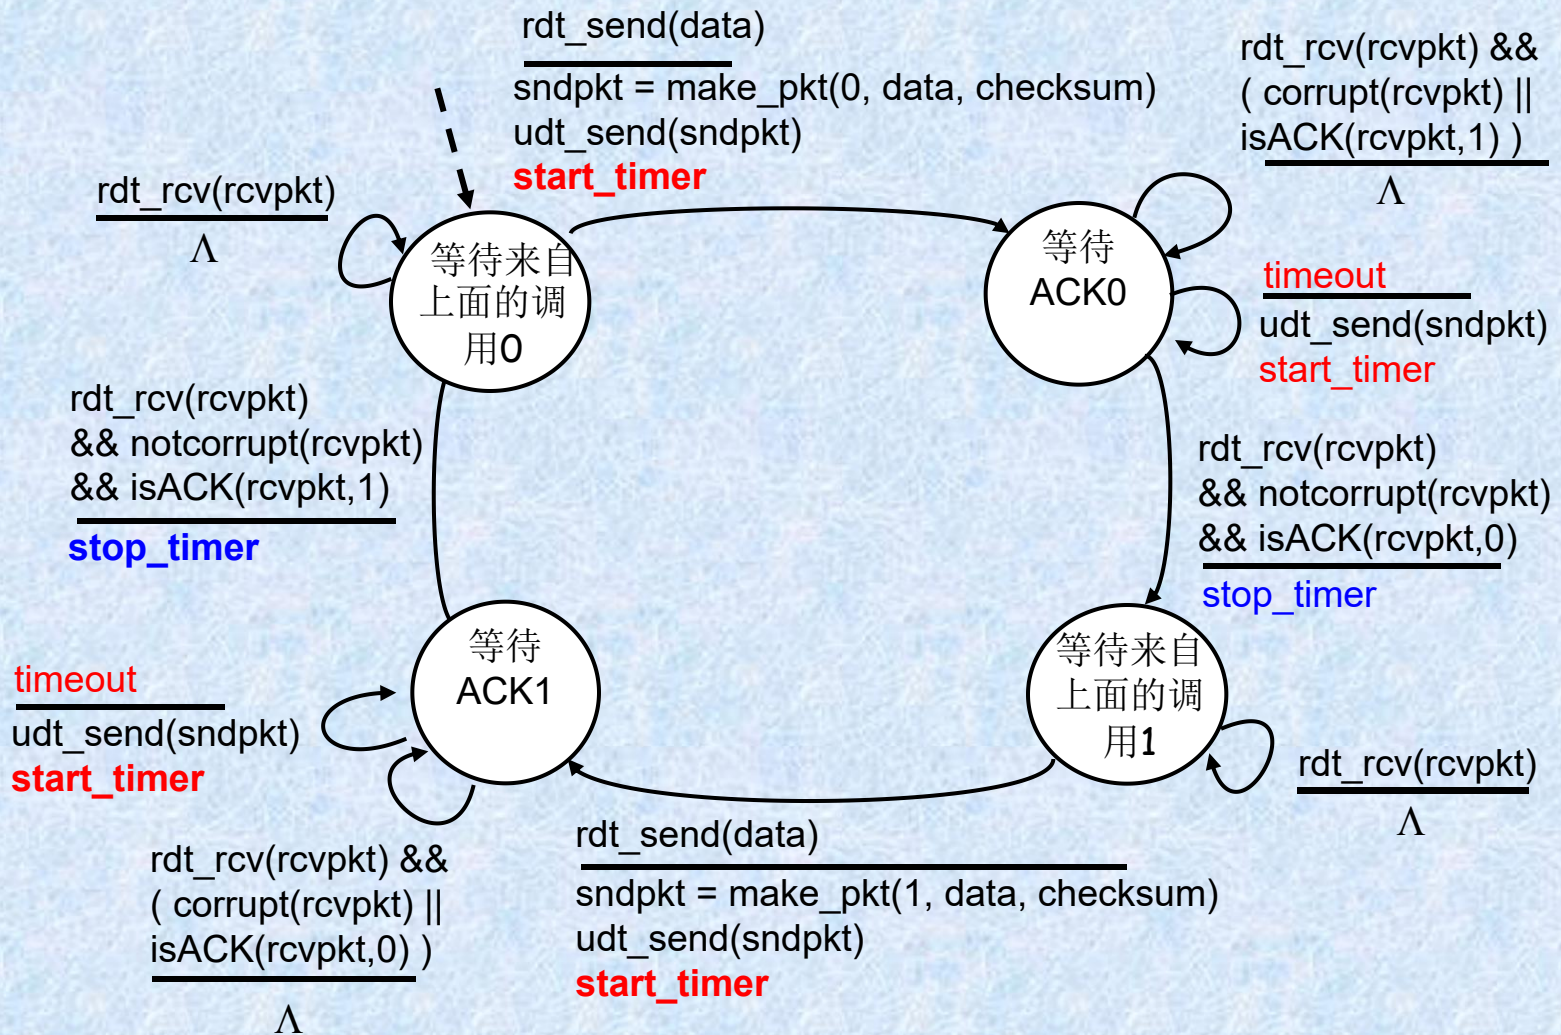 rdt_send(data)
sndpkt = make_pkt(0, data, checksum)
udt_send(sndpkt)
start_timer
rdt_rcv(rcvpkt) &&
( corrupt(rcvpkt) ||
isACK(rcvpkt,1) )
Λ
rdt_rcv(rcvpkt)
Λ
等待来自
上面的调
用0
等待
ACK0
timeout
udt_send(sndpkt)
start_timer
rdt_rcv(rcvpkt)
&& notcorrupt(rcvpkt)
&& isACK(rcvpkt,1)
stop_timer
rdt_rcv(rcvpkt)
&& notcorrupt(rcvpkt)
&& isACK(rcvpkt,0)
stop_timer
等待
ACK1
等待来自
上面的调
用1
timeout
udt_send(sndpkt)
start_timer
rdt_rcv(rcvpkt)
Λ
rdt_rcv(rcvpkt) &&
( corrupt(rcvpkt) ||
isACK(rcvpkt,0) )
Λ
rdt_send(data)
sndpkt = make_pkt(1, data, checksum)
udt_send(sndpkt)
start_timer